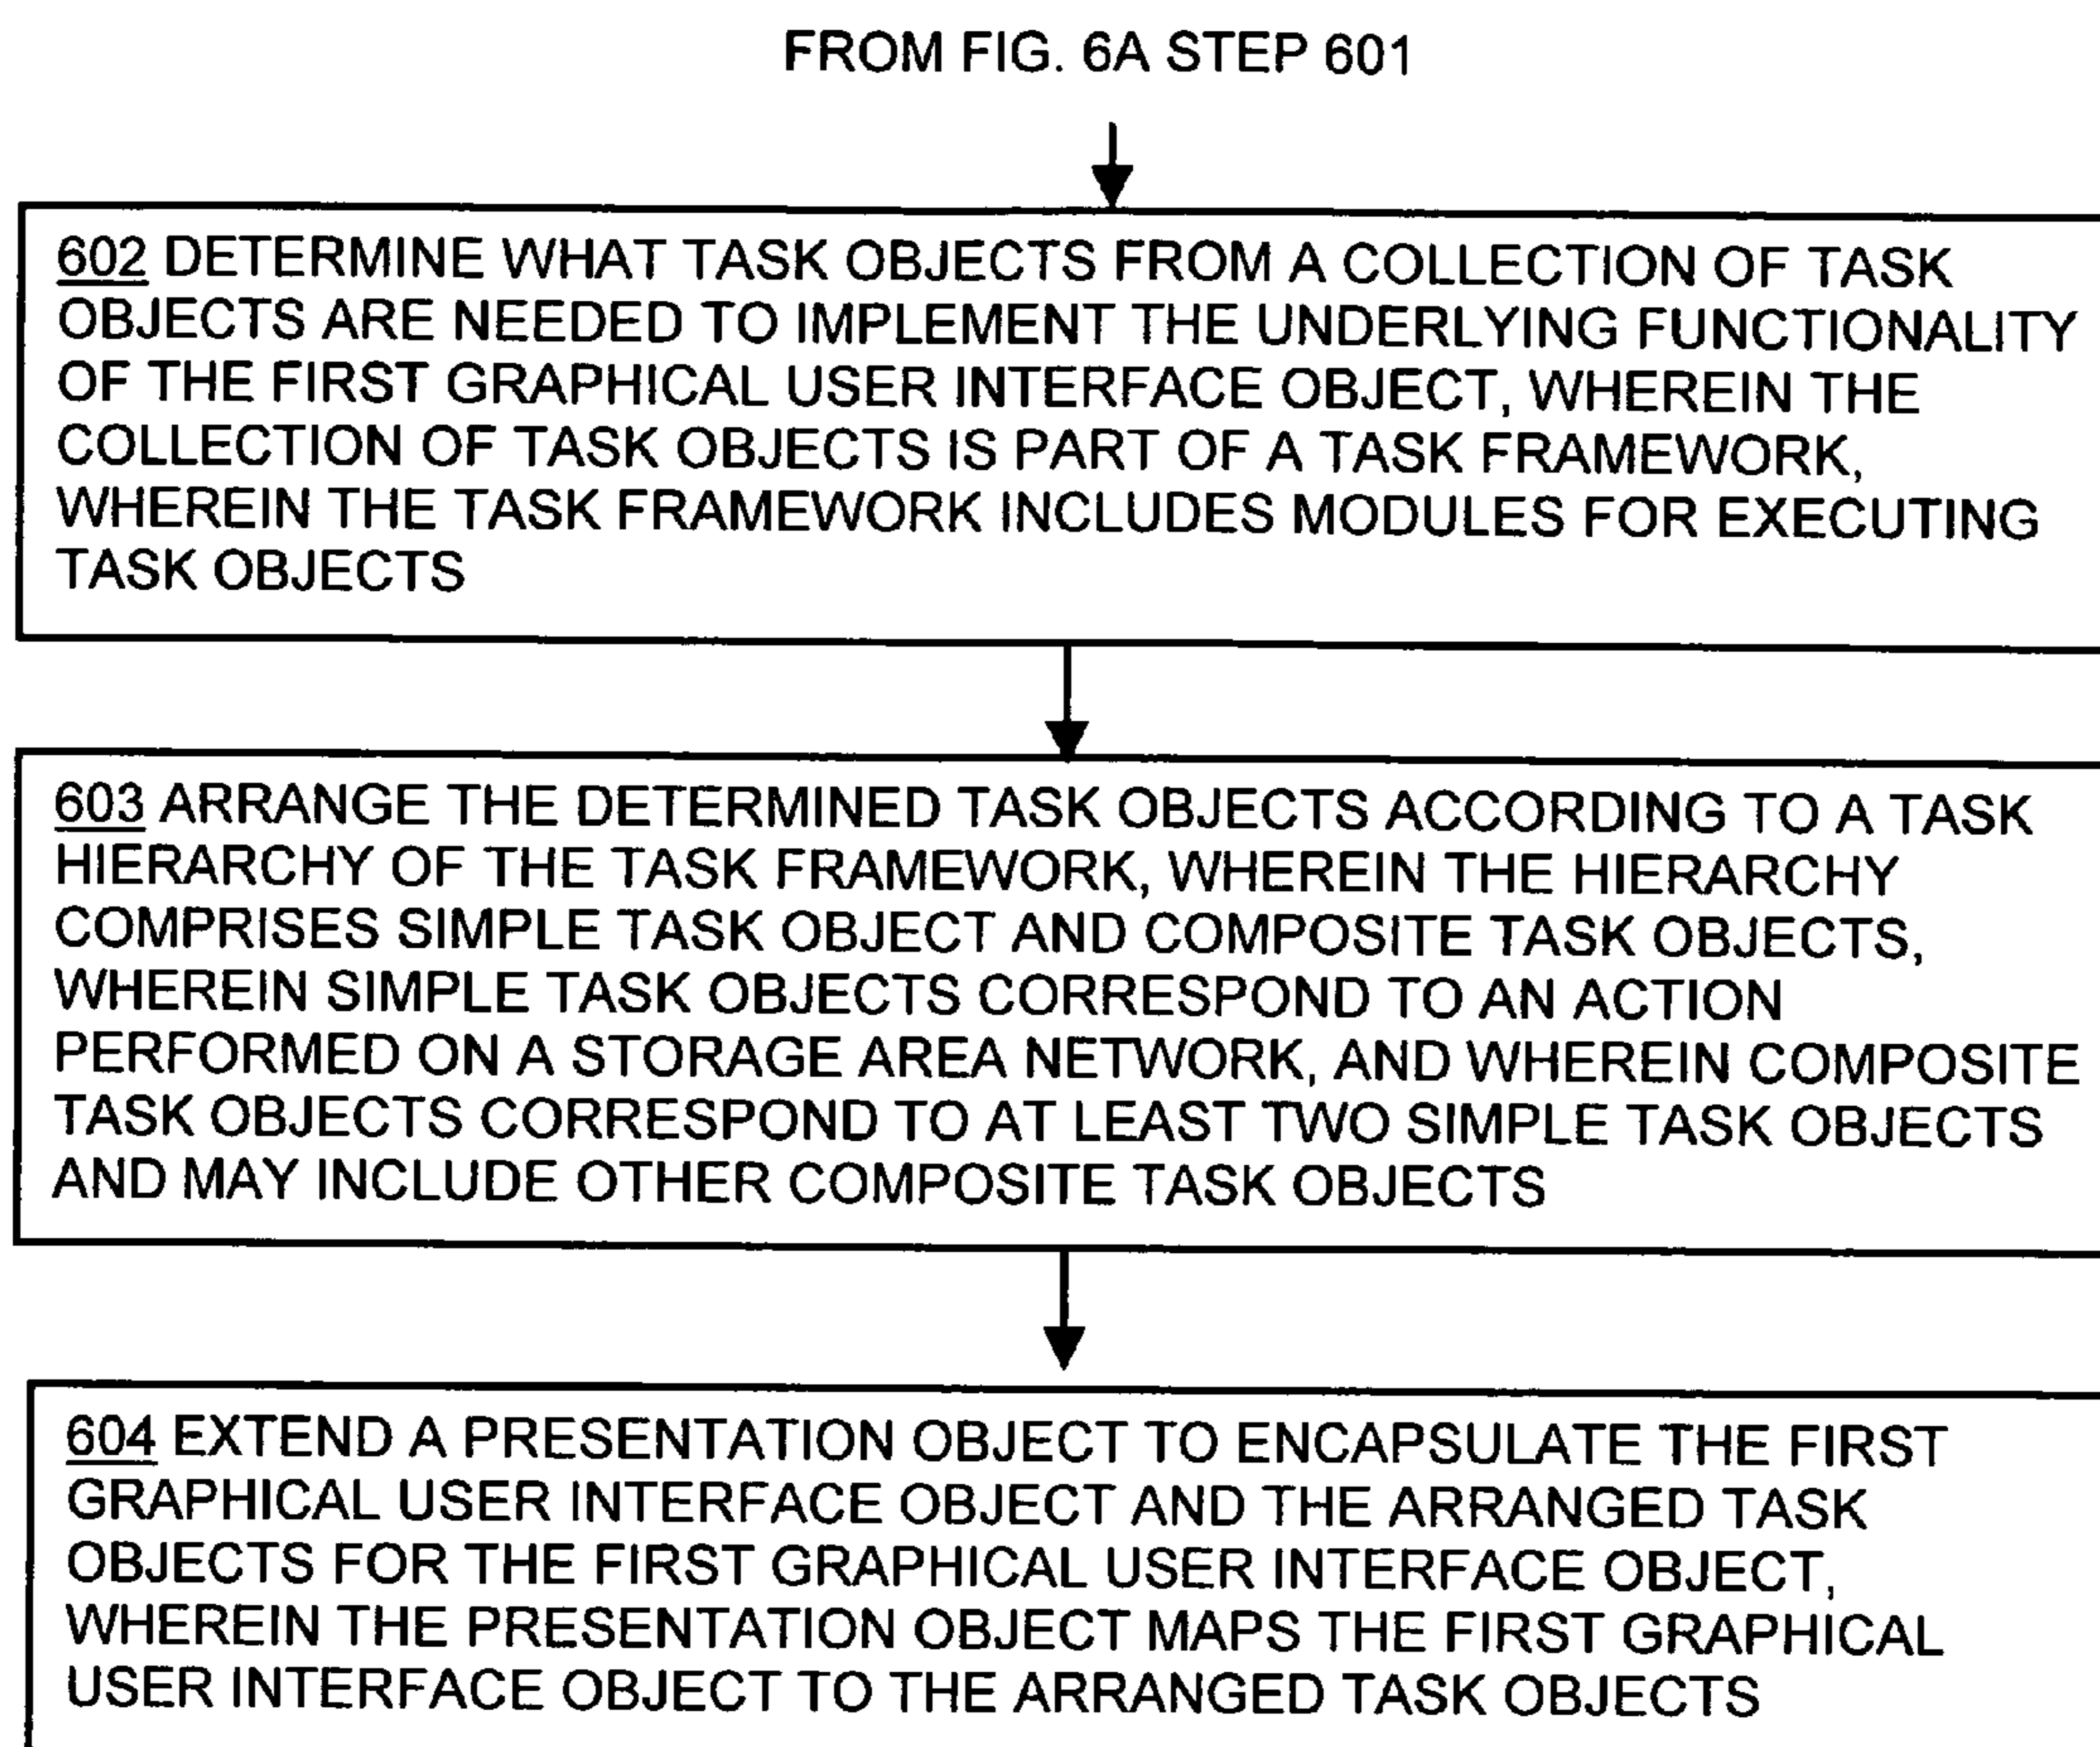 FROM FIG. 6A STEP 601
602 DETERMINE WHAT TASK OBJECTS FROM A COLLECTION OF TASK
OBJECTS ARE NEEDED TO IMPLEMENT THE UNDERLYING FUNCTIONALITY
OF THE FIRST GRAPHICAL USER INTERFACE OBJECT, WHEREIN THE
COLLECTION OF TASK OBJECTS IS PART OF A TASK FRAMEWORK,
WHEREIN THE TASK FRAMEWORK INCLUDES MODULES FOR EXECUTING
TASK OBJECTS
603 ARRANGE THE DETERMINED TASK OBJECTS ACCORDING TO A TASK
HIERARCHY OF THE TASK FRAMEWORK, WHEREIN THE HIERARCHY
COMPRISES SIMPLE TASK OBJECT AND COMPOSITE TASK OBJECTS,
WHEREIN SIMPLE TASK OBJECTS CORRESPOND TO AN ACTION
PERFORMED ON A STORAGE AREA NETWORK, AND WHEREIN COMPOSITE
TASK OBJECTS CORRESPOND TO AT LEAST TWO SIMPLE TASK OBJECTS
AND MAY INCLUDE OTHER COMPOSITE TASK OBJECTS
604 EXTEND A PRESENTATION OBJECT TO ENCAPSULATE THE FIRST
GRAPHICAL USER INTERFACE OBJECT AND THE ARRANGED TASK
OBJECTS FOR THE FIRST GRAPHICAL USER INTERFACE OBJECT,
WHEREIN THE PRESENTATION OBJECT MAPS THE FIRST GRAPHICAL
USER INTERFACE OBJECT TO THE ARRANGED TASK OBJECTS